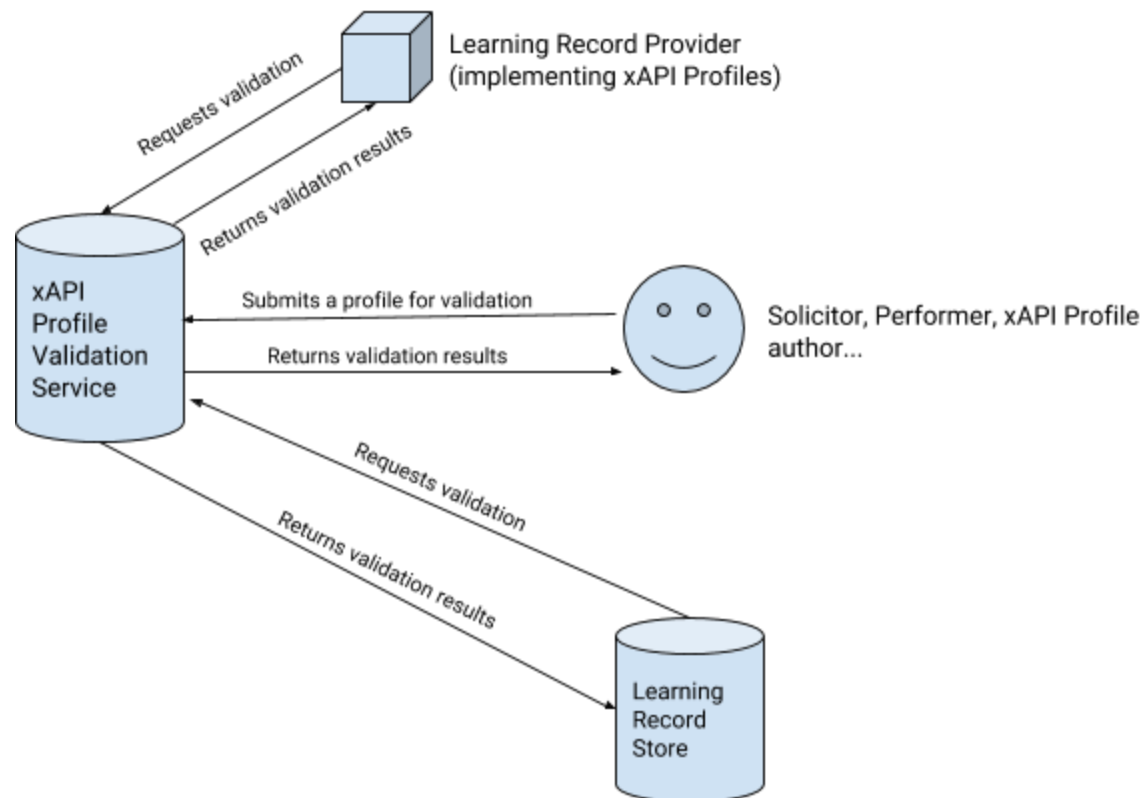 Learning Record Provider
(implementing xAPI Profiles)
Requests validation
Returns validation results
xAPI
Profile
Validation
Service
Submits a profile for validation
Returns validation results
Solicitor, Performer, xAPI Profile
author...
Requests validation
Returns validation results
Learning
Record
Store